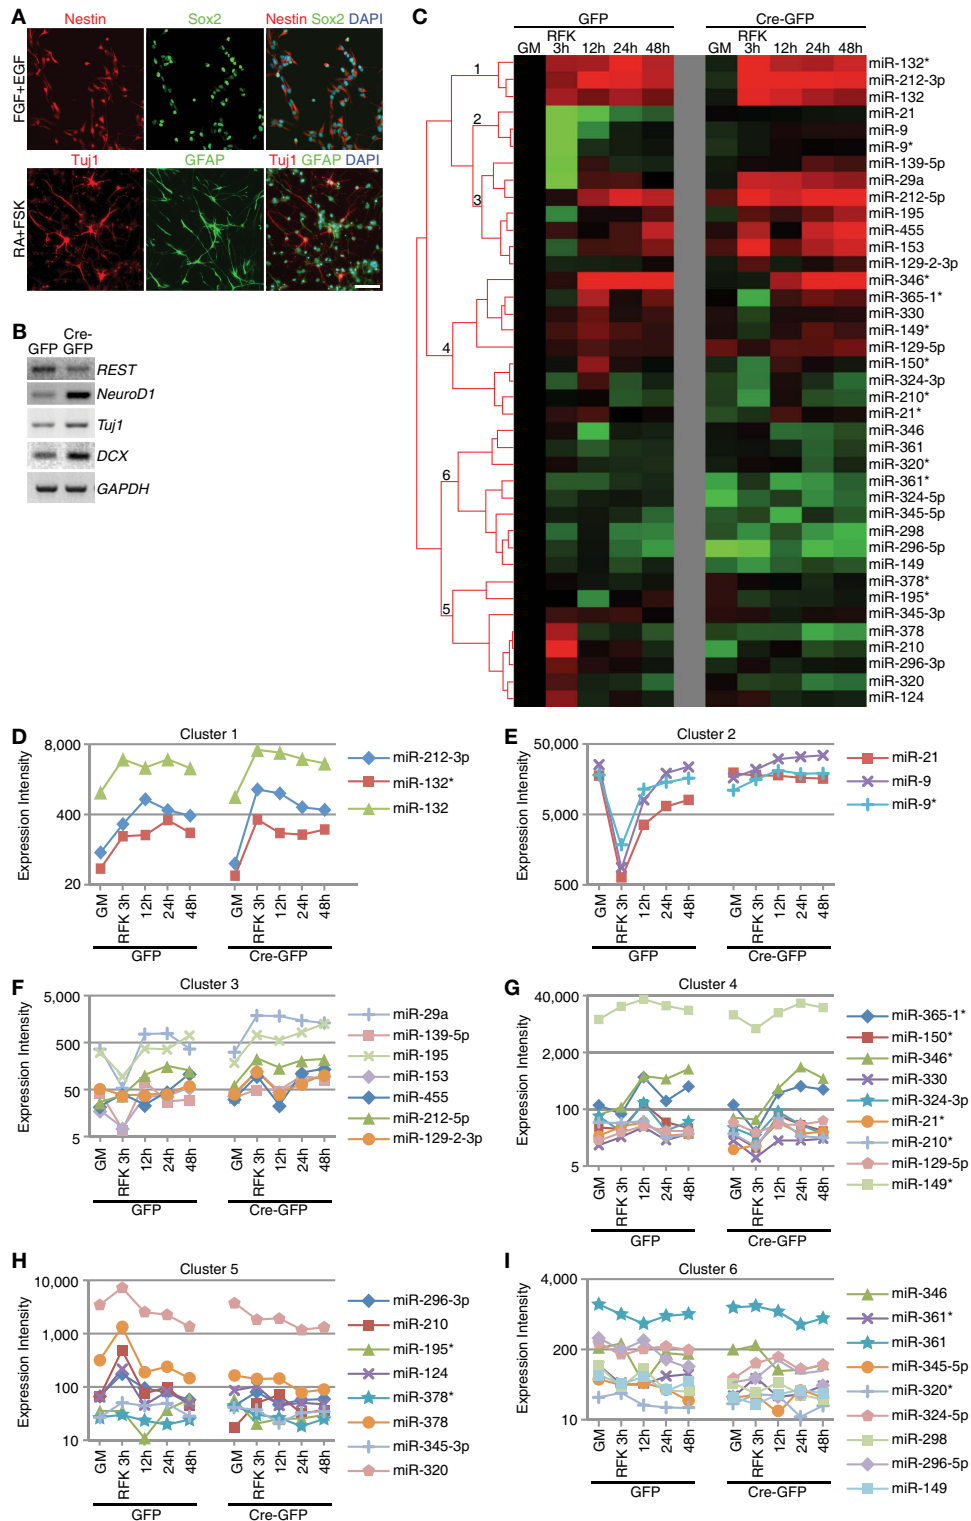 A
Nestin
Sox2
Nestin Sox2 DAPI
FGF+EGF
Tuj1
GFAP
Tuj1 GFAP DAPI
RA+FSK
B
GFP
Cre-
GFP
REST
NeuroD1
Tuj1
DCX
GAPDH
C
GFP
Cre-GFP
RFK
GM 3h 12h 24h 48h
RFK
GM 3h 12h 24h 48h
1
2
3
4
6
5
miR-132*
miR-212-3p
miR-132
miR-21
miR-9
miR-9*
miR-139-5p
miR-29a
miR-212-5p
miR-195
miR-455
miR-153
miR-129-2-3p
miR-346*
miR-365-1*
miR-330
miR-149*
miR-129-5p
miR-150*
miR-324-3p
miR-210*
miR-21*
miR-346
miR-361
miR-320*
miR-361*
miR-324-5p
miR-345-5p
miR-298
miR-296-5p
miR-149
miR-378*
miR-195*
miR-345-3p
miR-378
miR-210
miR-296-3p
miR-320
miR-124
D
Cluster 1
Expression Intensity
8,000
400
20
GM
RFK 3h
12h
24h
48h
GM
RFK 3h
12h
24h
48h
GFP
Cre-GFP
miR-212-3p
miR-132*
miR-132
E
Cluster 2
Expression Intensity
50,000
5,000
500
GM
RFK 3h
12h
24h
48h
GM
RFK 3h
12h
24h
48h
GFP
Cre-GFP
miR-21
miR-9
miR-9*
F
Cluster 3
Expression Intensity
5,000
500
50
5
GM
RFK 3h
12h
24h
48h
GM
RFK 3h
12h
24h
48h
GFP
Cre-GFP
miR-29a
miR-139-5p
miR-195
miR-153
miR-455
miR-212-5p
miR-129-2-3p
G
Cluster 4
Expression Intensity
40,000
2,000
100
5
GM
RFK 3h
12h
24h
48h
GM
RFK 3h
12h
24h
48h
GFP
Cre-GFP
miR-365-1*
miR-150*
miR-346*
miR-330
miR-324-3p
miR-21*
miR-210*
miR-129-5p
miR-149*
H
Cluster 5
Expression Intensity
10,000
1,000
100
10
GM
RFK 3h
12h
24h
48h
GM
RFK 3h
12h
24h
48h
GFP
Cre-GFP
miR-296-3p
miR-210
miR-195*
miR-124
miR-378*
miR-378
miR-345-3p
miR-320
I
Cluster 6
Expression Intensity
4,000
200
10
GM
RFK 3h
12h
24h
48h
GM
RFK 3h
12h
24h
48h
GFP
Cre-GFP
miR-346
miR-361*
miR-361
miR-345-5p
miR-320*
miR-324-5p
miR-298
miR-296-5p
miR-149